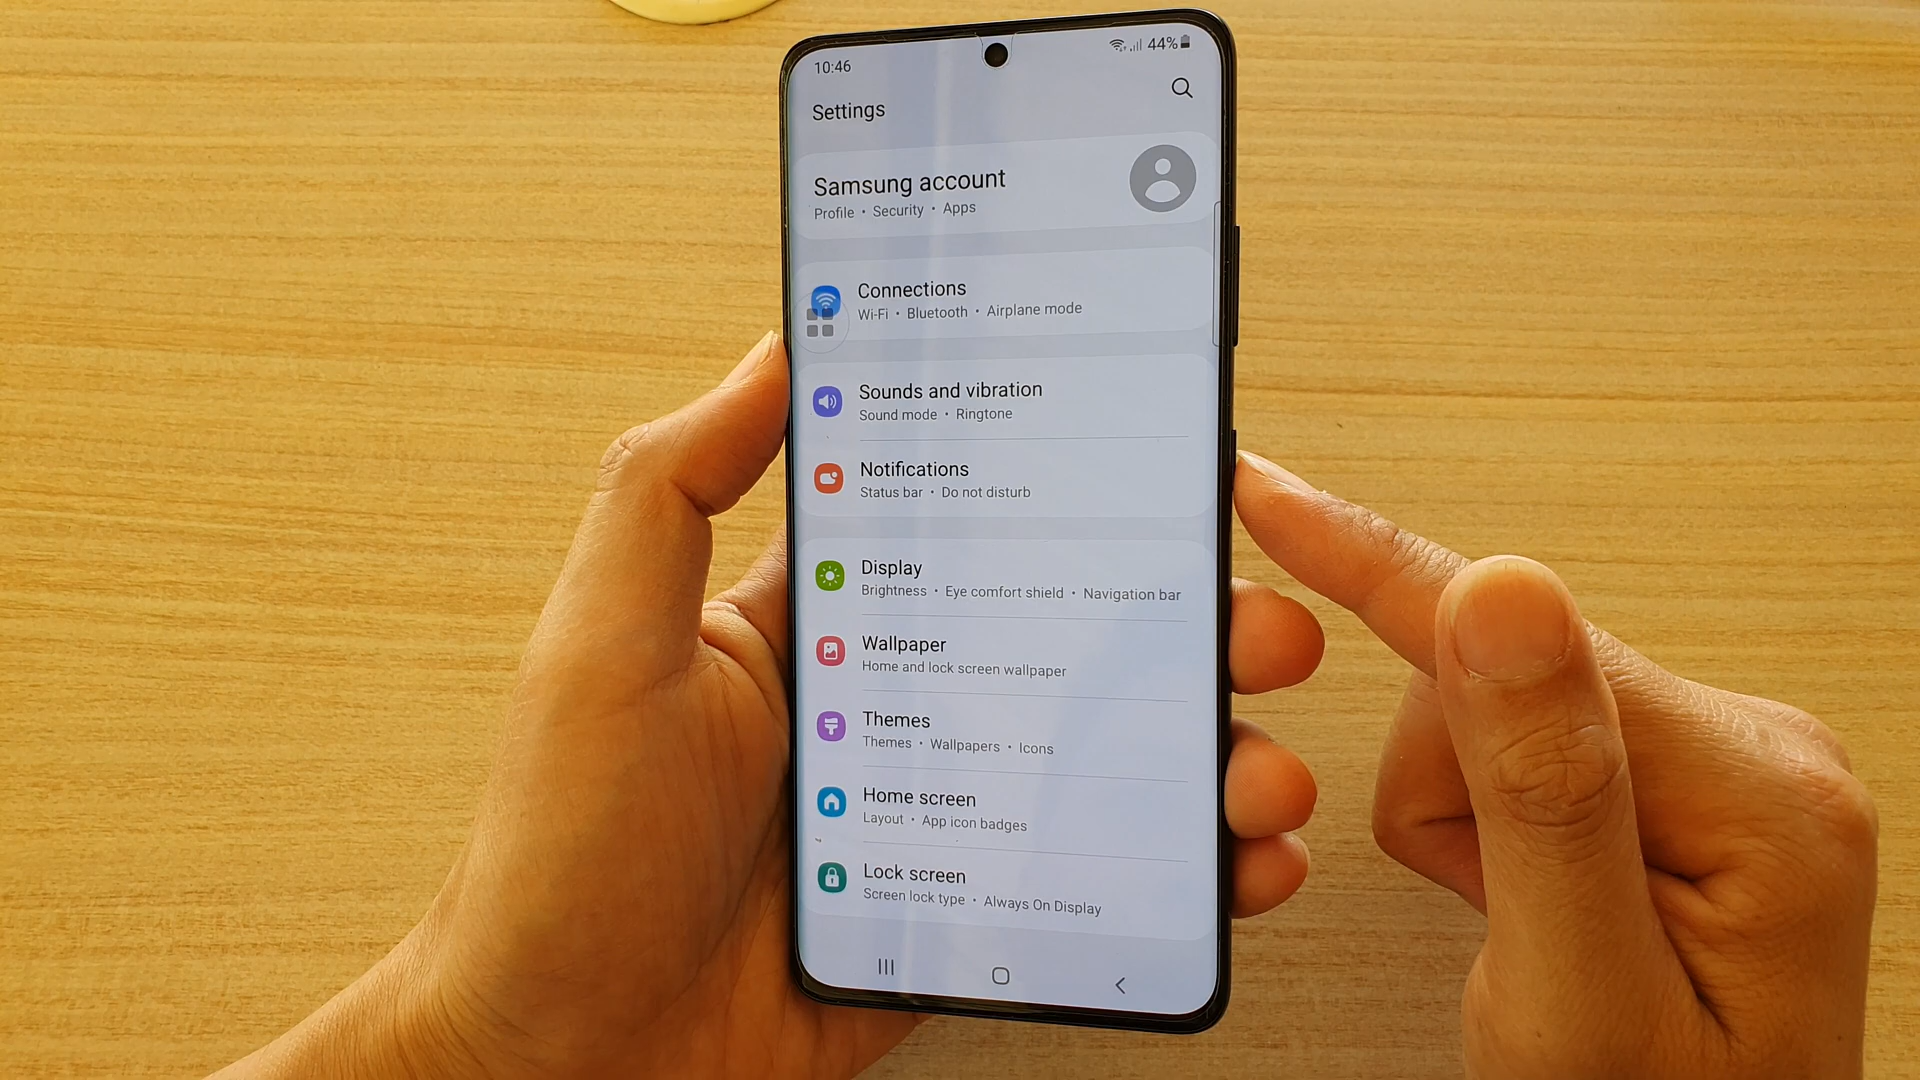 10:46
44%
Settings
Samsung account
Profile • Security • Apps
Connections
Wi-Fi • Bluetooth • Airplane mode
Sounds and vibration
Sound mode • Ringtone
Notifications
Status bar • Do not disturb
Display
Brightness • Eye comfort shield • Navigation bar
Wallpaper
Home and lock screen wallpaper
Themes
Themes • Wallpapers • Icons
Home screen
Layout • App icon badges
Lock screen
Screen lock type • Always On Display